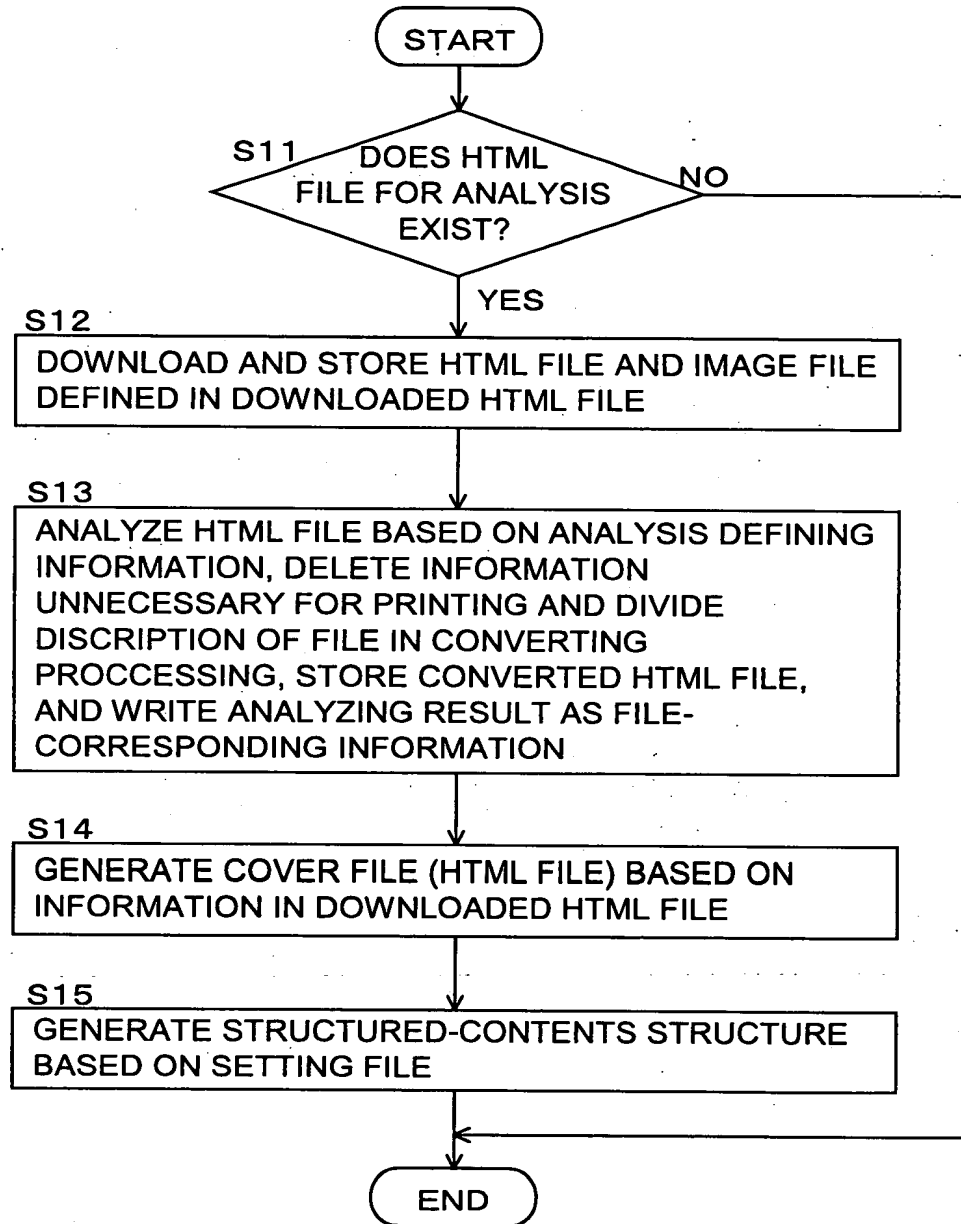 START
S11
DOES HTML
FILE FOR ANALYSIS
EXIST?
NO
YES
S12
DOWNLOAD AND STORE HTML FILE AND IMAGE FILE
DEFINED IN DOWNLOADED HTML FILE
S13
ANALYZE HTML FILE BASED ON ANALYSIS DEFINING
INFORMATION, DELETE INFORMATION
UNNECESSARY FOR PRINTING AND DIVIDE
DISCRIPTION OF FILE IN CONVERTING
PROCCESSING, STORE CONVERTED HTML FILE,
AND WRITE ANALYZING RESULT AS FILE-
CORRESPONDING INFORMATION
S14
GENERATE COVER FILE (HTML FILE) BASED ON
INFORMATION IN DOWNLOADED HTML FILE
S15
GENERATE STRUCTURED-CONTENTS STRUCTURE
BASED ON SETTING FILE
END